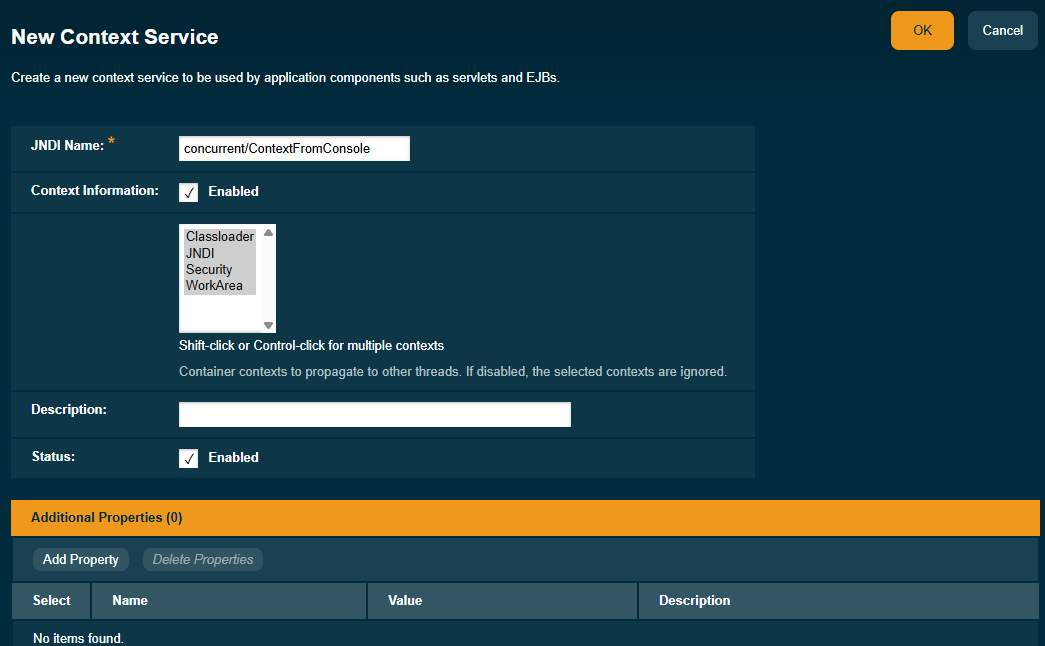 New Context Service
OK
Cancel
Create a new context service to be used by application components such as servlets and EJBs.
JNDI Name: *
concurrent/ContextFromConsole
Context Information:
Enabled
Classloader
JNDI
Security
WorkArea
Shift-click or Control-click for multiple contexts
Container contexts to propagate to other threads. If disabled, the selected contexts are ignored.
Description:
Status:
Enabled
Additional Properties (0)
Add Property
Delete Properties
Select Name Value Description
No items found.